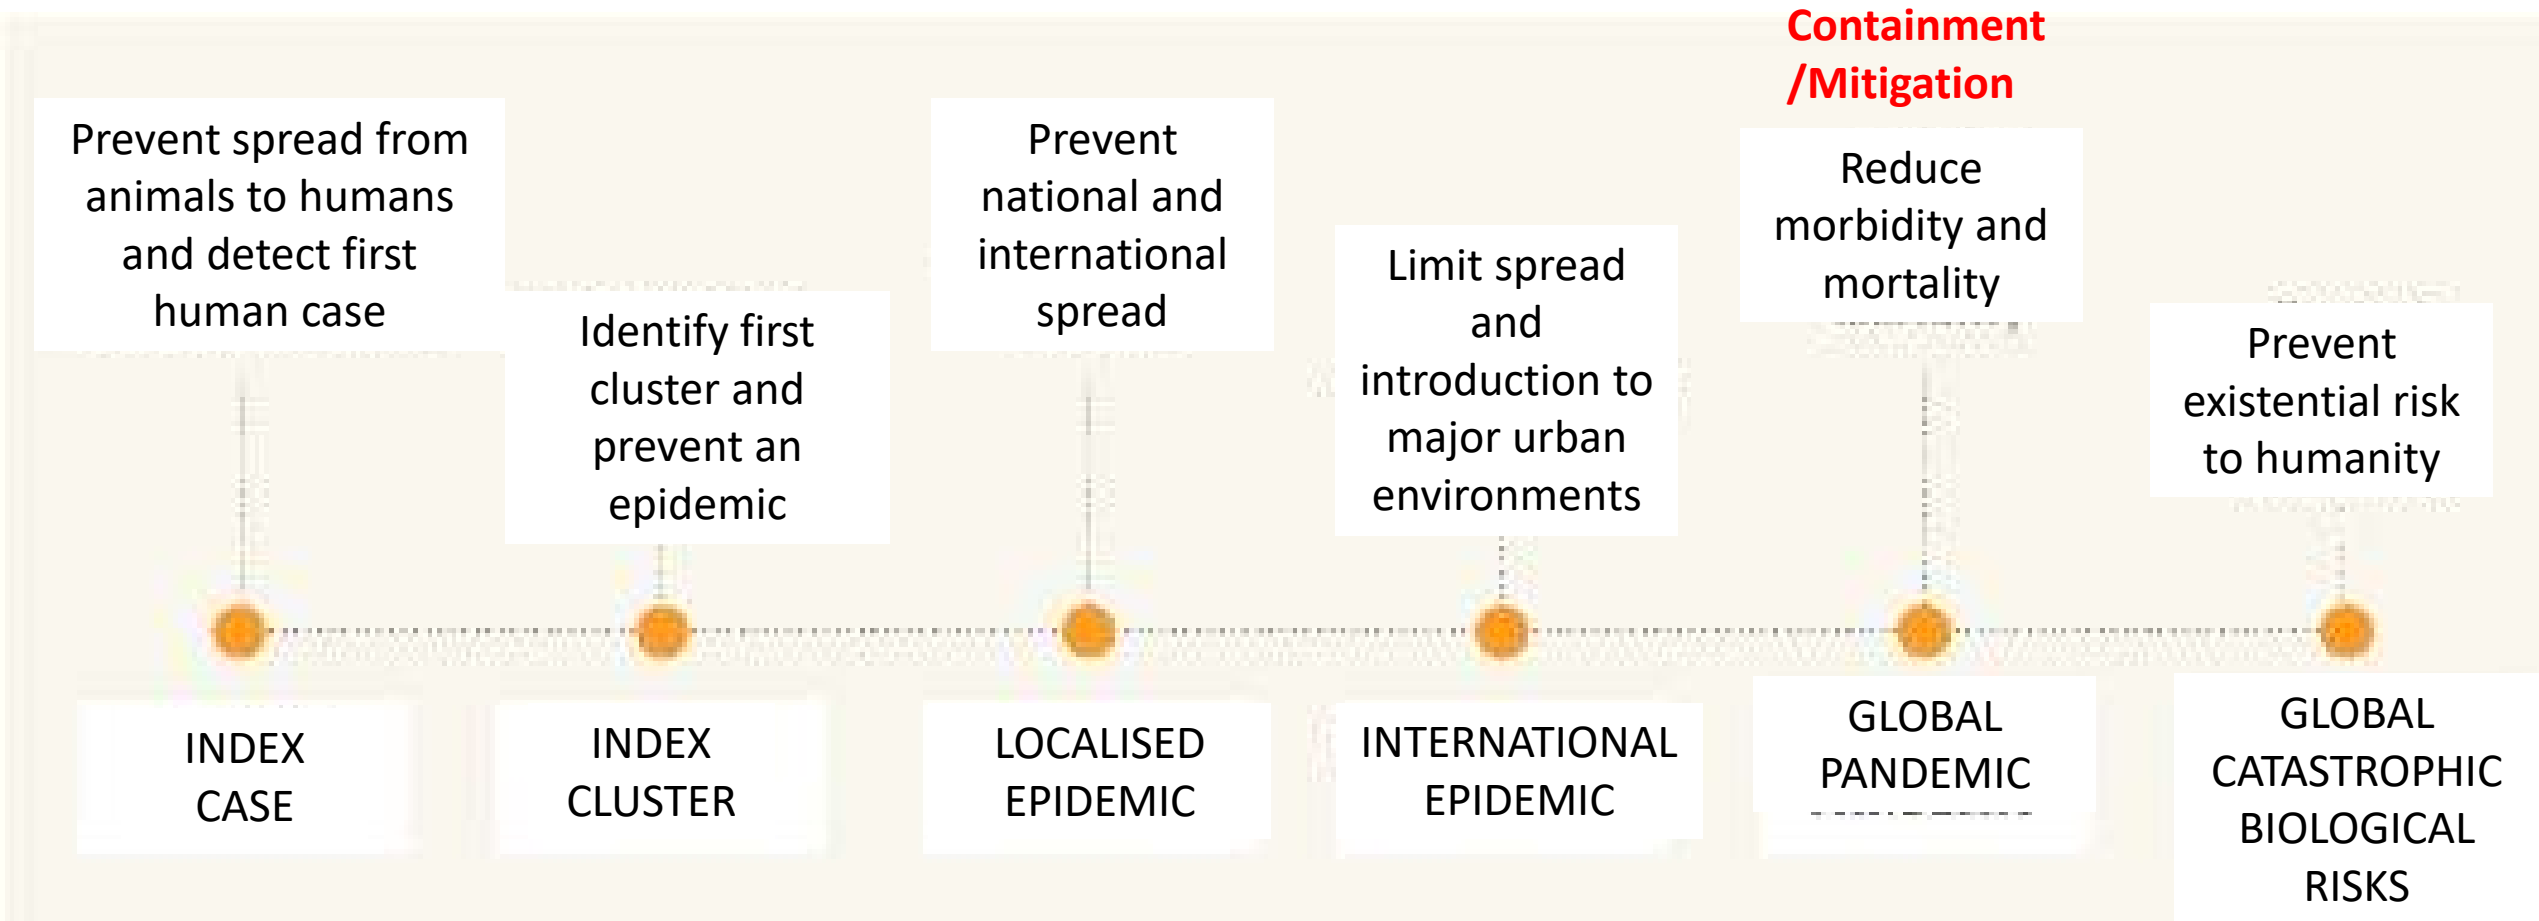 Containment
/Mitigation
Prevent spread from
animals to humans
and detect first
human case
Identify first
cluster and
prevent an
epidemic
Prevent
national and
international
spread
Limit spread
and
introduction to
major urban
environments
Reduce
morbidity and
mortality
Prevent
existential risk
to humanity
INDEX
CASE
INDEX
CLUSTER
LOCALISED
EPIDEMIC
INTERNATIONAL
EPIDEMIC
GLOBAL
PANDEMIC
GLOBAL
CATASTROPHIC
BIOLOGICAL
RISKS